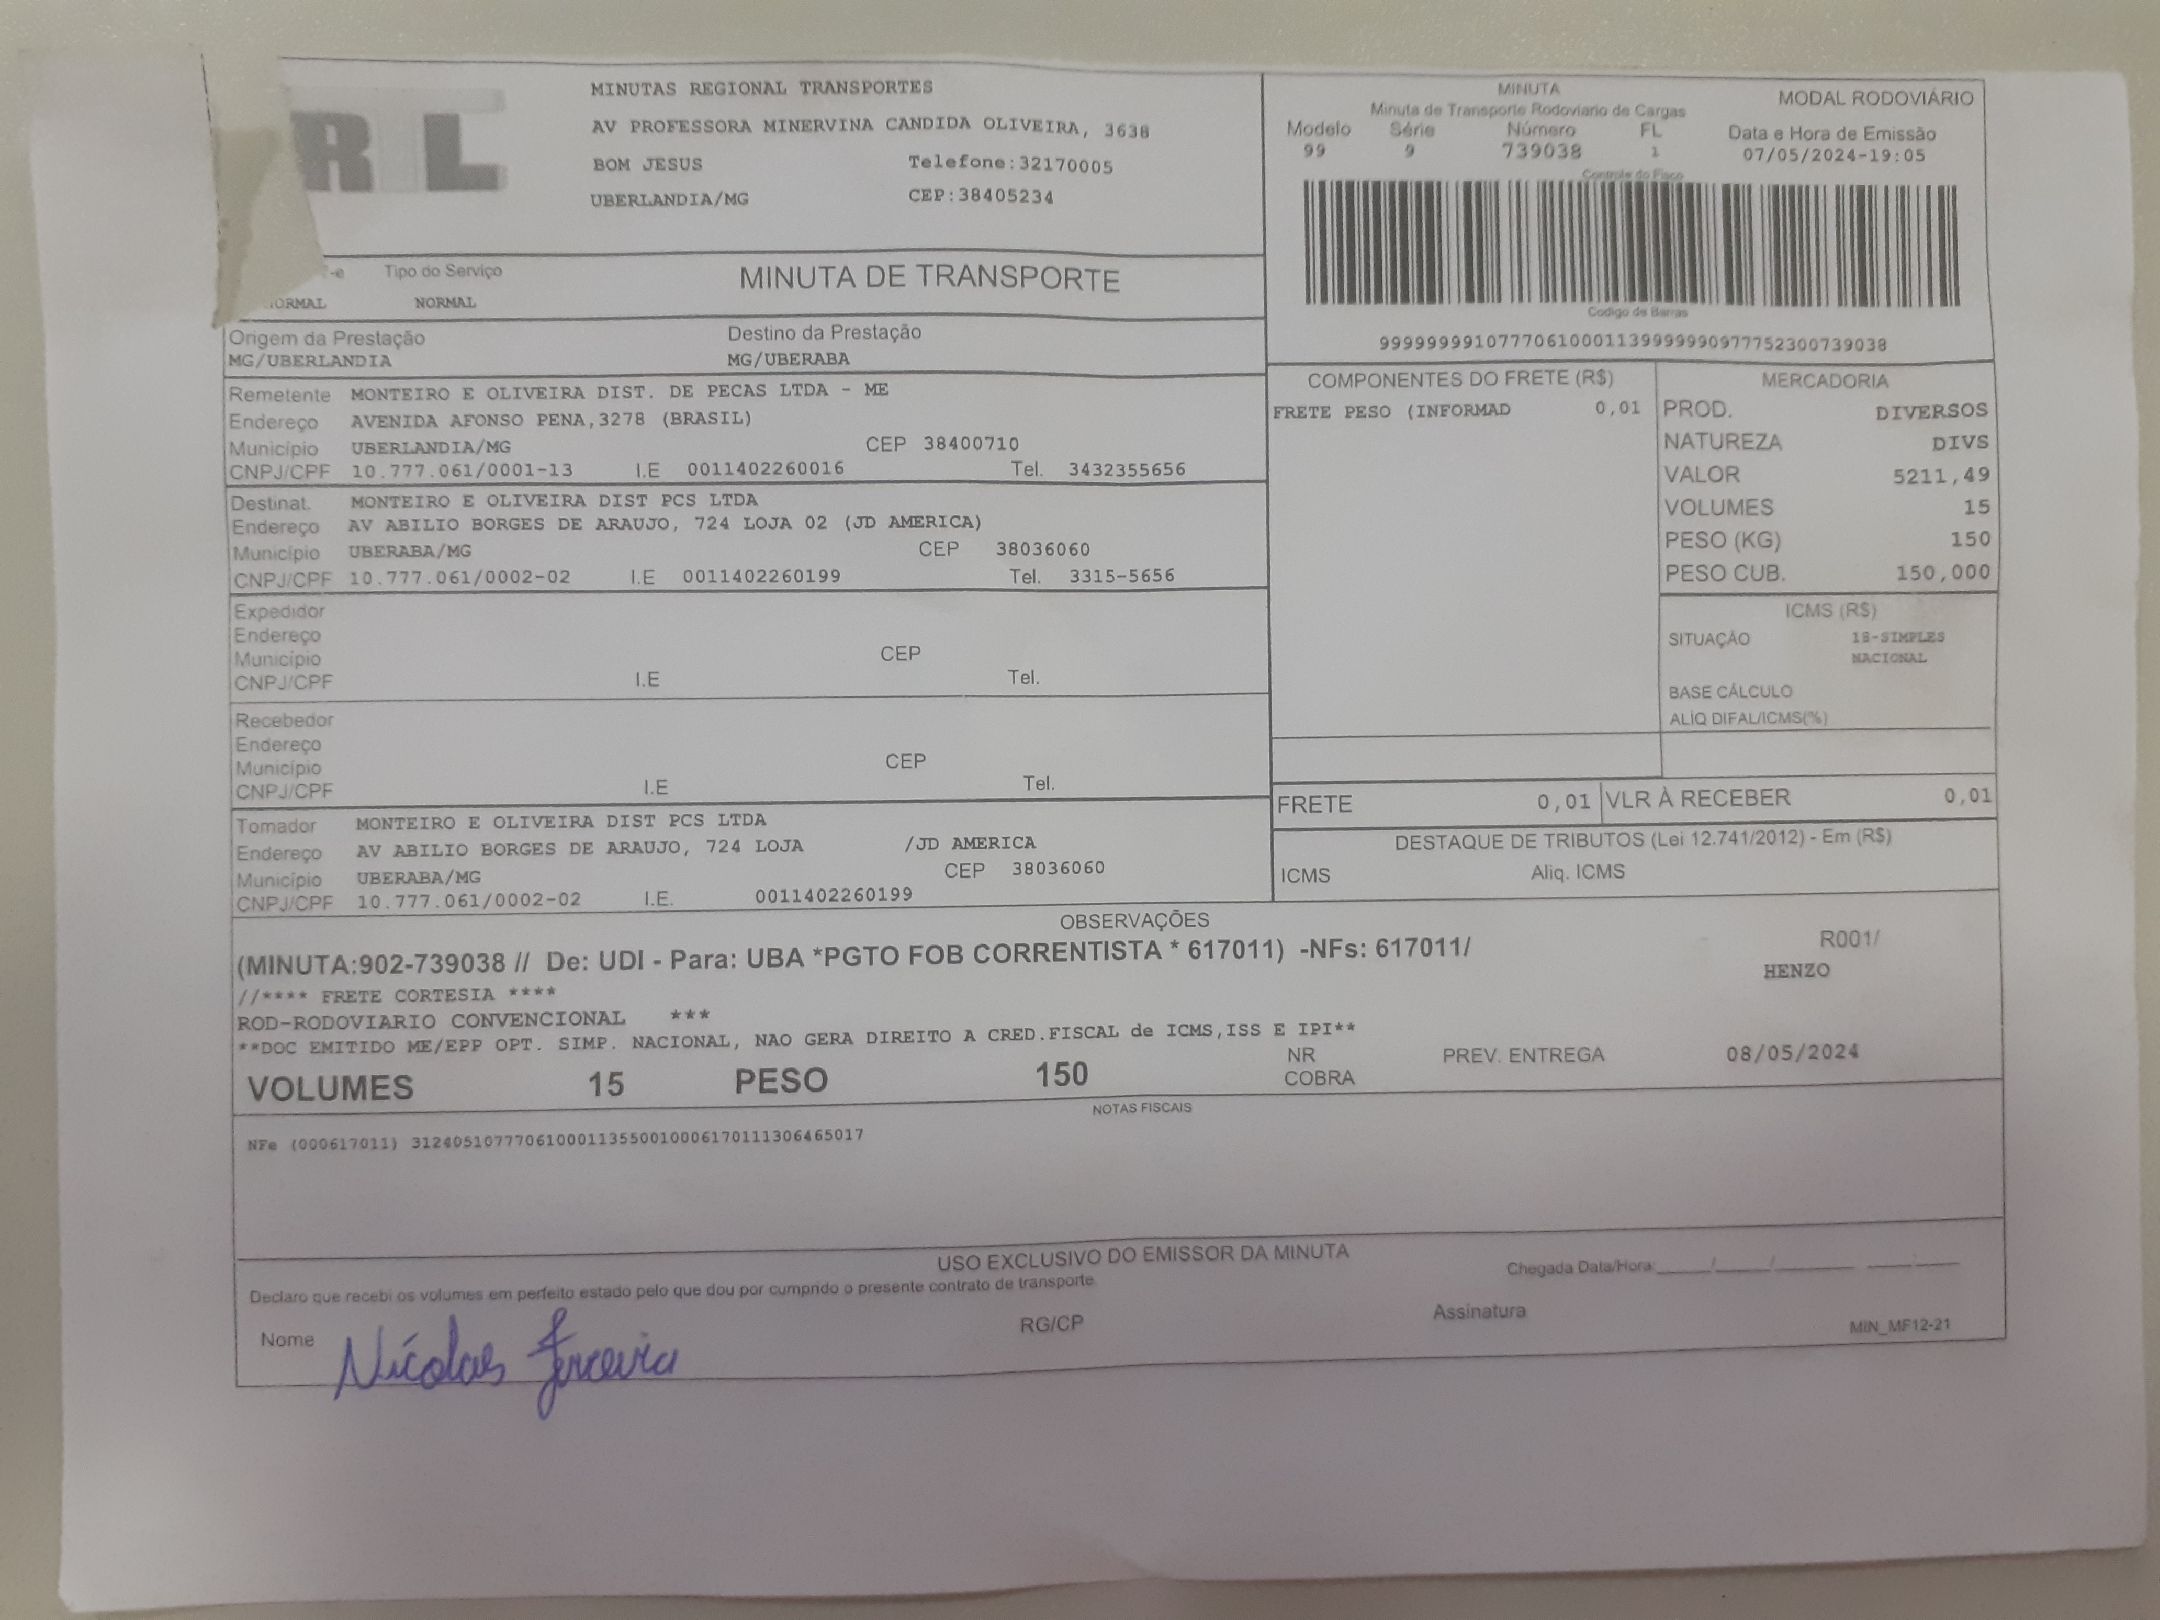 RTL
MINUTAS REGIONAL TRANSPORTES
AV PROFESSORA MINERVINA CANDIDA OLIVEIRA, 3638
BOM JESUS Telefone:32170005
UBERLANDIA/MG CEP:38405234
MINUTA
Minuta de Transporte Rodoviario de Cargas
MODAL RODOVIÁRIO
Modelo Série Número FL Data e Hora de Emissão
99 9 739038 1 07/05/2024-19:05
Controle do Fisco
Codigo de Barras
999999991077706100011399999990977752300739038
-e Tipo do Serviço
ORMAL NORMAL
MINUTA DE TRANSPORTE
Origem da Prestação Destino da Prestação
MG/UBERLANDIA MG/UBERABA
Remetente MONTEIRO E OLIVEIRA DIST. DE PECAS LTDA - ME
Endereço AVENIDA AFONSO PENA,3278 (BRASIL)
Município UBERLANDIA/MG CEP 38400710
CNPJ/CPF 10.777.061/0001-13 I.E 0011402260016 Tel. 3432355656
Destinat. MONTEIRO E OLIVEIRA DIST PCS LTDA
Endereço AV ABILIO BORGES DE ARAUJO, 724 LOJA 02 (JD AMERICA)
Município UBERABA/MG CEP 38036060
CNPJ/CPF 10.777.061/0002-02 I.E 0011402260199 Tel. 3315-5656
Expedidor
Endereço
Município CEP
CNPJ/CPF I.E Tel.
Recebedor
Endereço
Município CEP
CNPJ/CPF I.E Tel.
Tomador MONTEIRO E OLIVEIRA DIST PCS LTDA
Endereço AV ABILIO BORGES DE ARAUJO, 724 LOJA /JD AMERICA
Município UBERABA/MG CEP 38036060
CNPJ/CPF 10.777.061/0002-02 I.E. 0011402260199
COMPONENTES DO FRETE (R$)
FRETE PESO (INFORMAD 0,01
MERCADORIA
PROD. DIVERSOS
NATUREZA DIVS
VALOR 5211,49
VOLUMES 15
PESO (KG) 150
PESO CUB. 150,000
ICMS (R$)
SITUAÇÃO 18-SIMPLES
NACIONAL
BASE CÁLCULO
ALÍQ DIFAL/ICMS(%)
FRETE 0,01 VLR À RECEBER 0,01
DESTAQUE DE TRIBUTOS (Lei 12.741/2012) - Em (R$)
ICMS Aliq. ICMS
OBSERVAÇÕES
(MINUTA:902-739038 // De: UDI - Para: UBA *PGTO FOB CORRENTISTA * 617011) -NFs: 617011/ R001/
HENZO
//**** FRETE CORTESIA ****
ROD-RODOVIARIO CONVENCIONAL ***
**DOC EMITIDO ME/EPP OPT. SIMP. NACIONAL, NAO GERA DIREITO A CRED.FISCAL de ICMS,ISS E IPI**
VOLUMES 15 PESO 150 NR COBRA PREV. ENTREGA 08/05/2024
NOTAS FISCAIS
NFe (000617011) 31240510777061000113550010006170111306465017
USO EXCLUSIVO DO EMISSOR DA MINUTA
Declaro que recebi os volumes em perfeito estado pelo que dou por cumprido o presente contrato de transporte. Chegada Data/Hora:____/____/______ ____:____
Nome Nícolas Ferreira RG/CP Assinatura
MIN_MF12-21